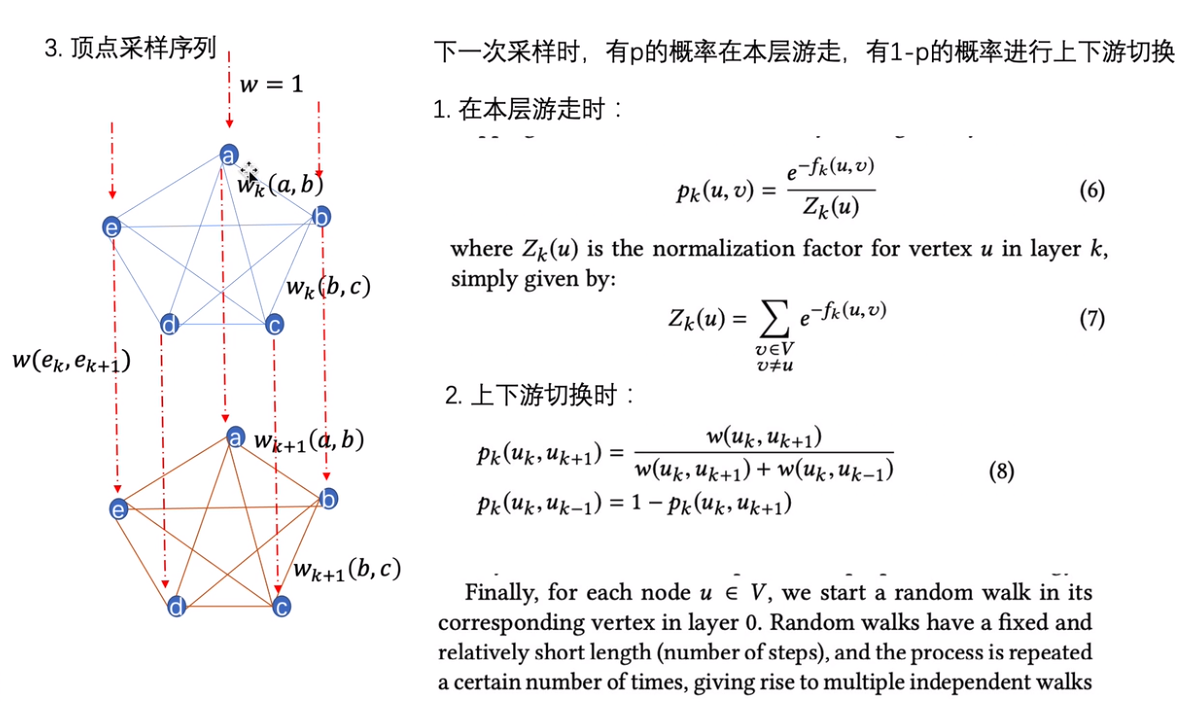 3. 顶点采样序列
w = 1
a
w_k(a, b)
e
b
w_k(b, c)
d
c
w(e_k, e_{k+1})
a
w_{k+1}(a, b)
e
b
w_{k+1}(b, c)
d
c
下一次采样时，有p的概率在本层游走，有1-p的概率进行上下游切换
1. 在本层游走时：
p_k(u, v) = e^{-f_k(u,v)} / Z_k(u) (6)
where Z_k(u) is the normalization factor for vertex u in layer k,
simply given by:
Z_k(u) = ∑_{v∈V, v≠u} e^{-f_k(u,v)} (7)
2. 上下游切换时：
p_k(u_k, u_{k+1}) = w(u_k, u_{k+1}) / (w(u_k, u_{k+1}) + w(u_k, u_{k-1})) (8)
p_k(u_k, u_{k-1}) = 1 − p_k(u_k, u_{k+1})
Finally, for each node u ∈ V, we start a random walk in its
corresponding vertex in layer 0. Random walks have a fixed and
relatively short length (number of steps), and the process is repeated
a certain number of times, giving rise to multiple independent walks